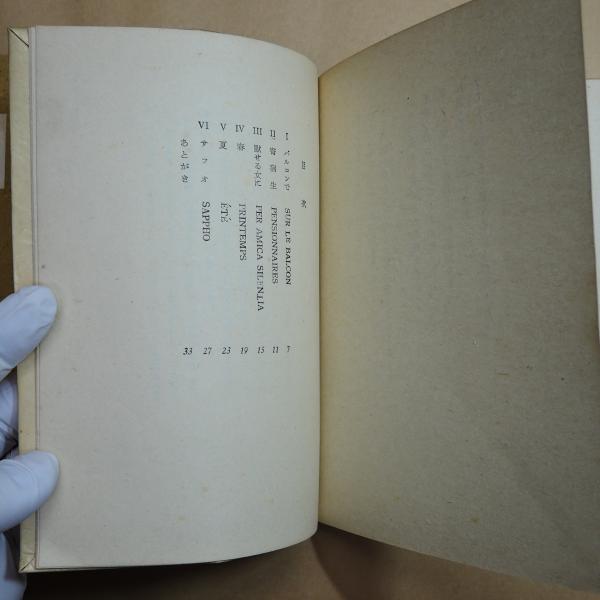 目次
I バルコンで SUR LE BALCON 7
II 寄宿生 PENSIONNAIRES 11
III 默せる女に PER AMICA SILENTIA 15
IV 春 PRINTEMPS 19
V 夏 ÉTÉ 23
VI サッフオ SAPPHO 27
あとがき 33